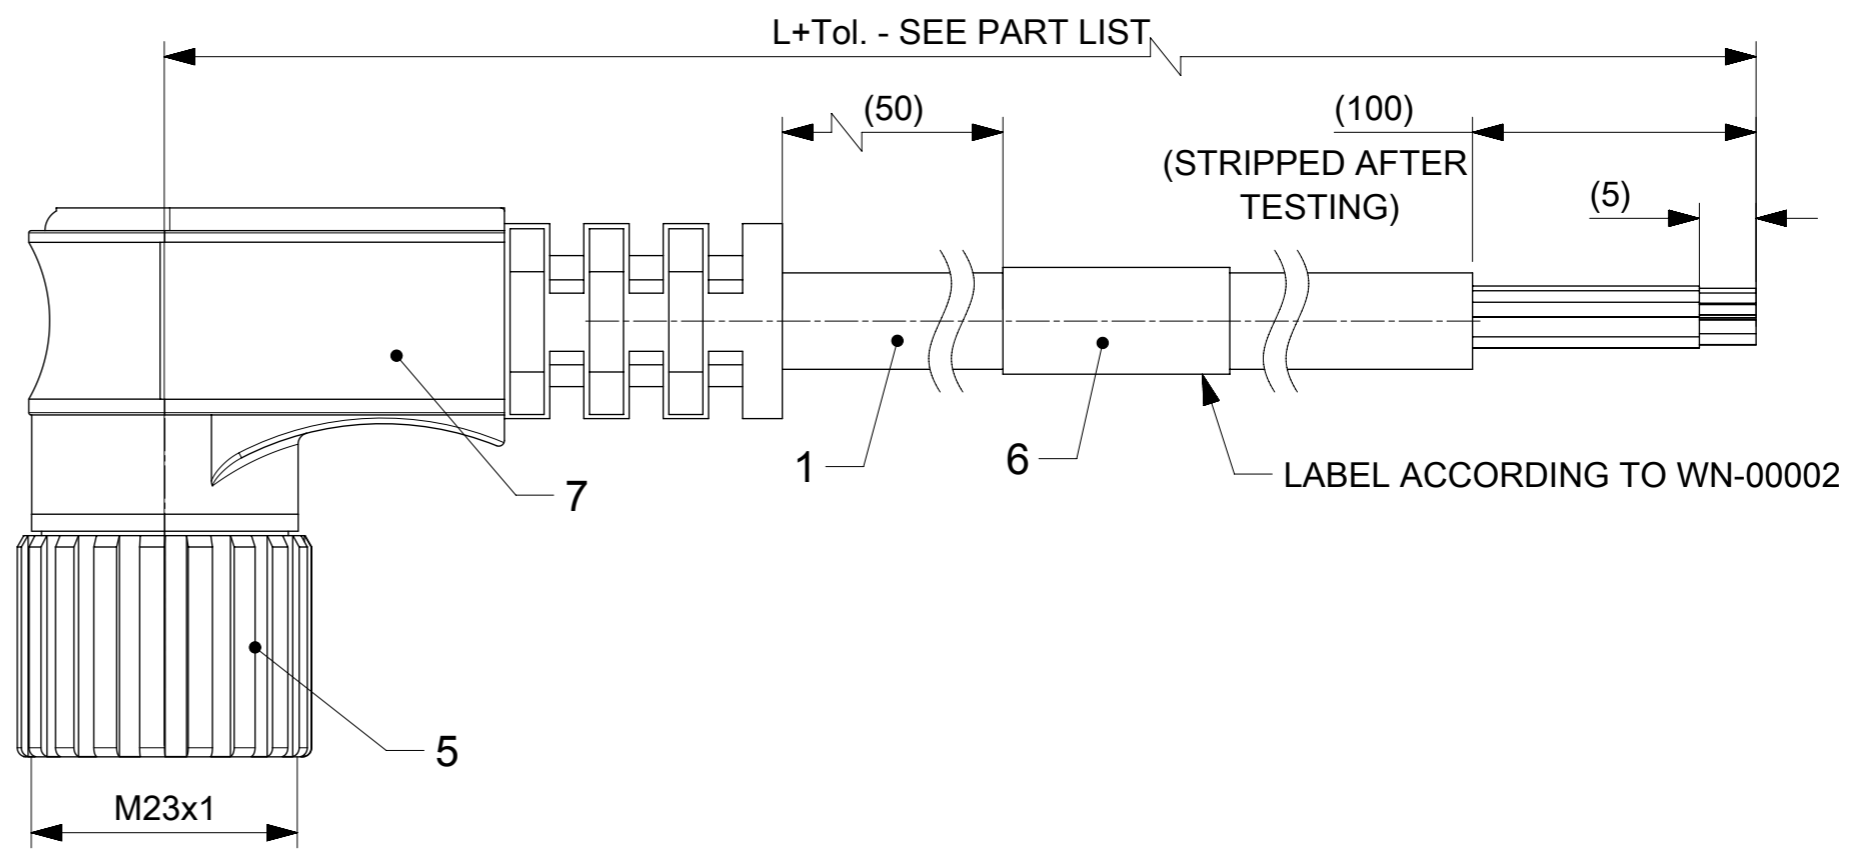 L+Tol. - SEE PART LIST
(50)
(100)
(STRIPPED AFTER
TESTING)
(5)
1
6
LABEL ACCORDING TO WN-00002
7
5
M23x1